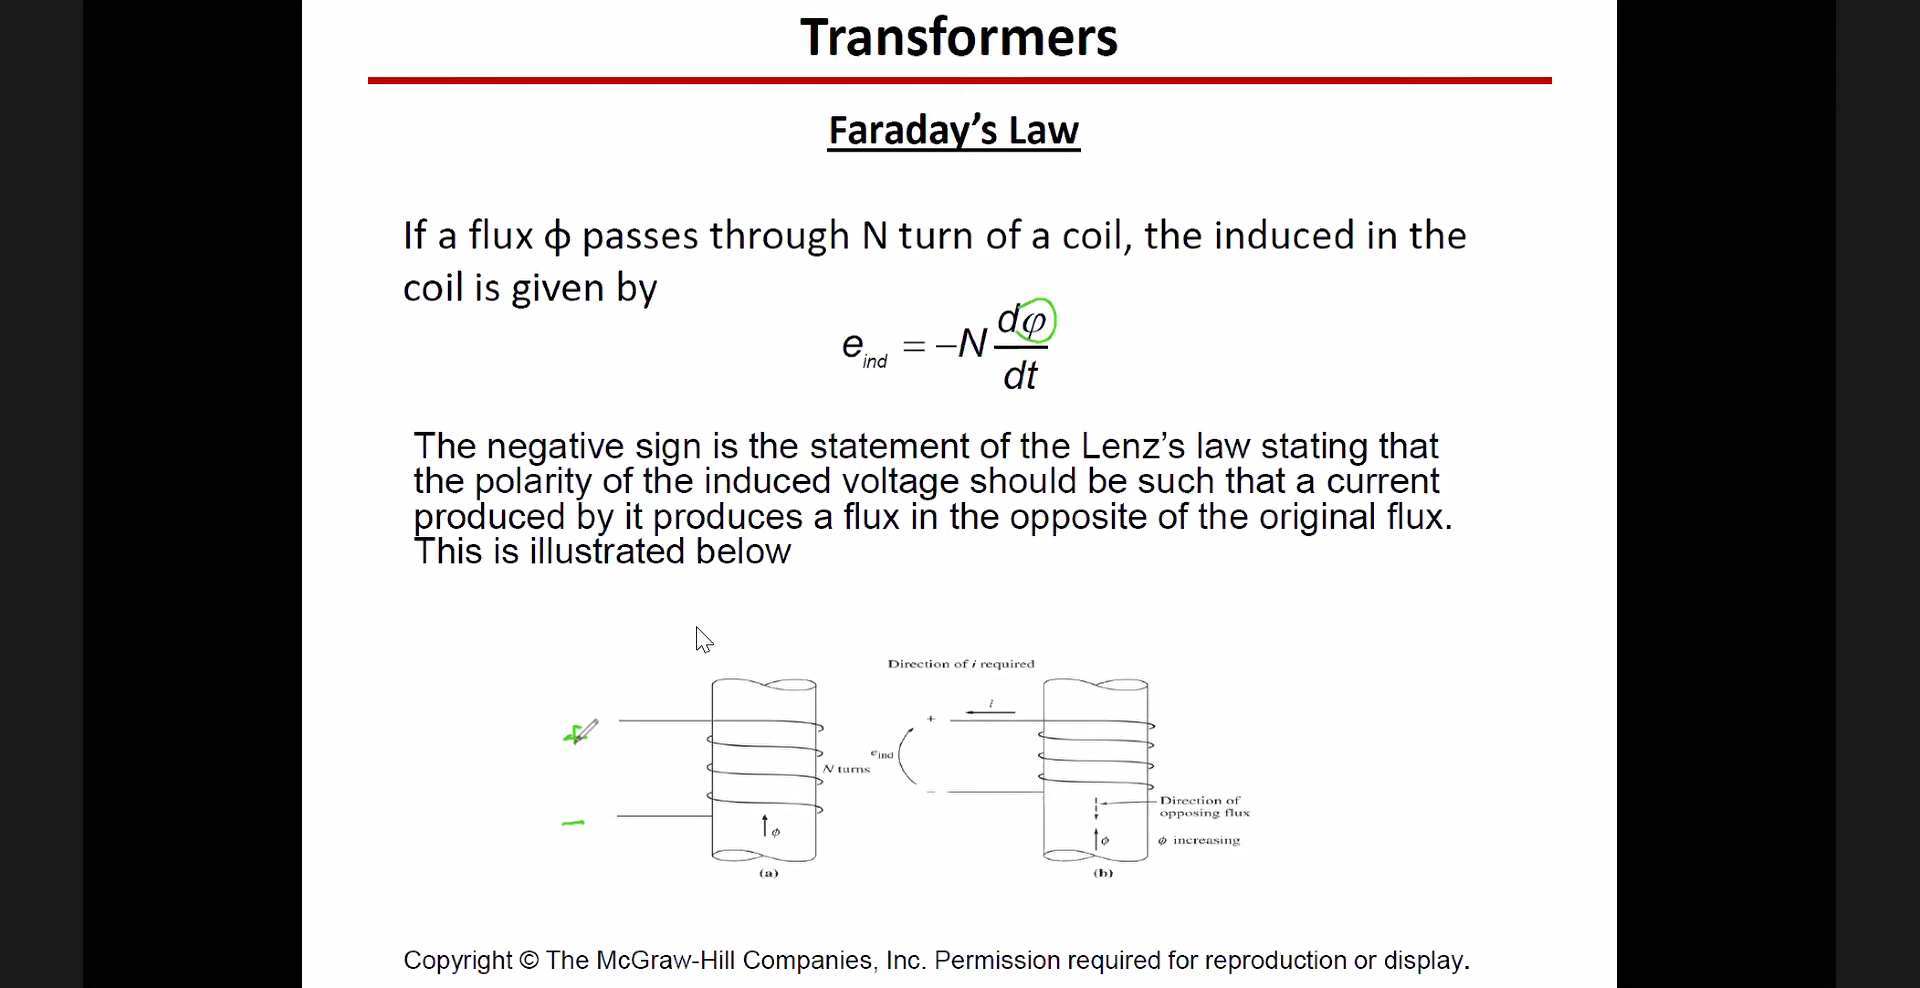 Transformers
Faraday’s Law
If a flux ϕ passes through N turn of a coil, the induced in the
coil is given by
e_ind = −N dφ/dt
The negative sign is the statement of the Lenz’s law stating that
the polarity of the induced voltage should be such that a current
produced by it produces a flux in the opposite of the original flux.
This is illustrated below
Direction of i required
i
+
+
e_ind
N turns
−
−
Direction of
opposing flux
ϕ
ϕ
ϕ increasing
(a)
(b)
Copyright © The McGraw-Hill Companies, Inc. Permission required for reproduction or display.